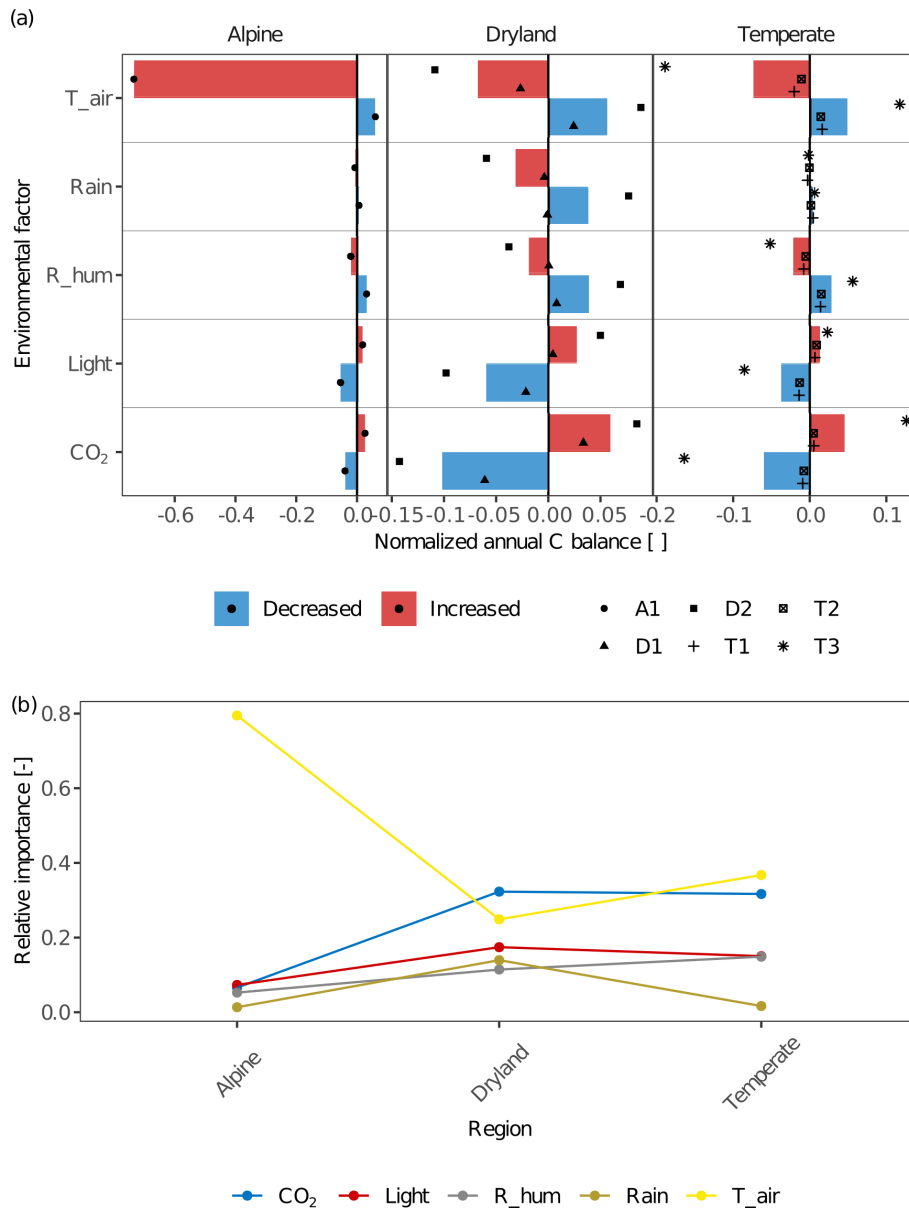 (a)
Alpine Dryland Temperate
Environmental factor
T_air
Rain
R_hum
Light
CO₂
-0.6 -0.4 -0.2 0.0 -0.15 -0.1 -0.05 0.00 0.05 -0.2 -0.1 0.0 0.1
Normalized annual C balance [ ]
Decreased Increased A1 D2 T2
D1 T1 T3
(b)
Relative importance [-]
0.8
0.6
0.4
0.2
0.0
Alpine Dryland Temperate
Region
CO₂ Light R_hum Rain T_air